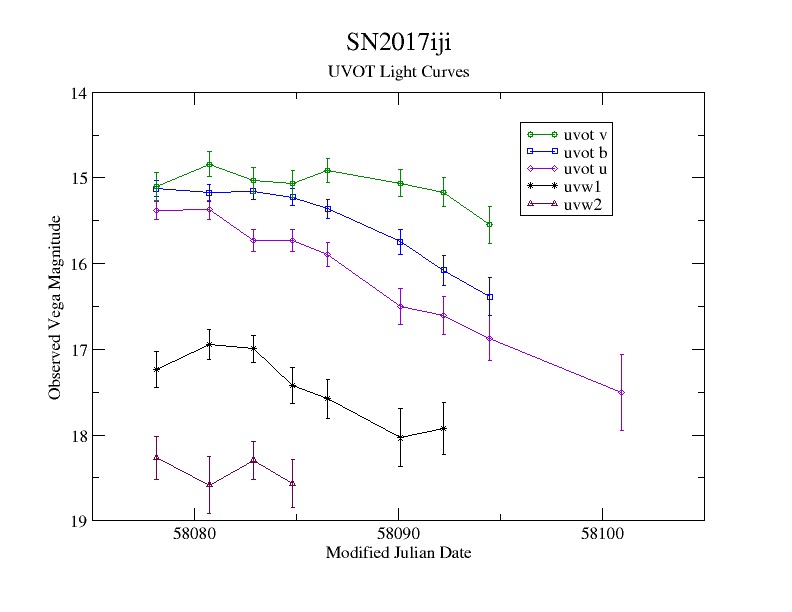 SN2017iji
UVOT Light Curves
uvot v
uvot b
uvot u
uvw1
uvw2
Observed Vega Magnitude
14
15
16
17
18
19
58080 58090 58100
Modified Julian Date